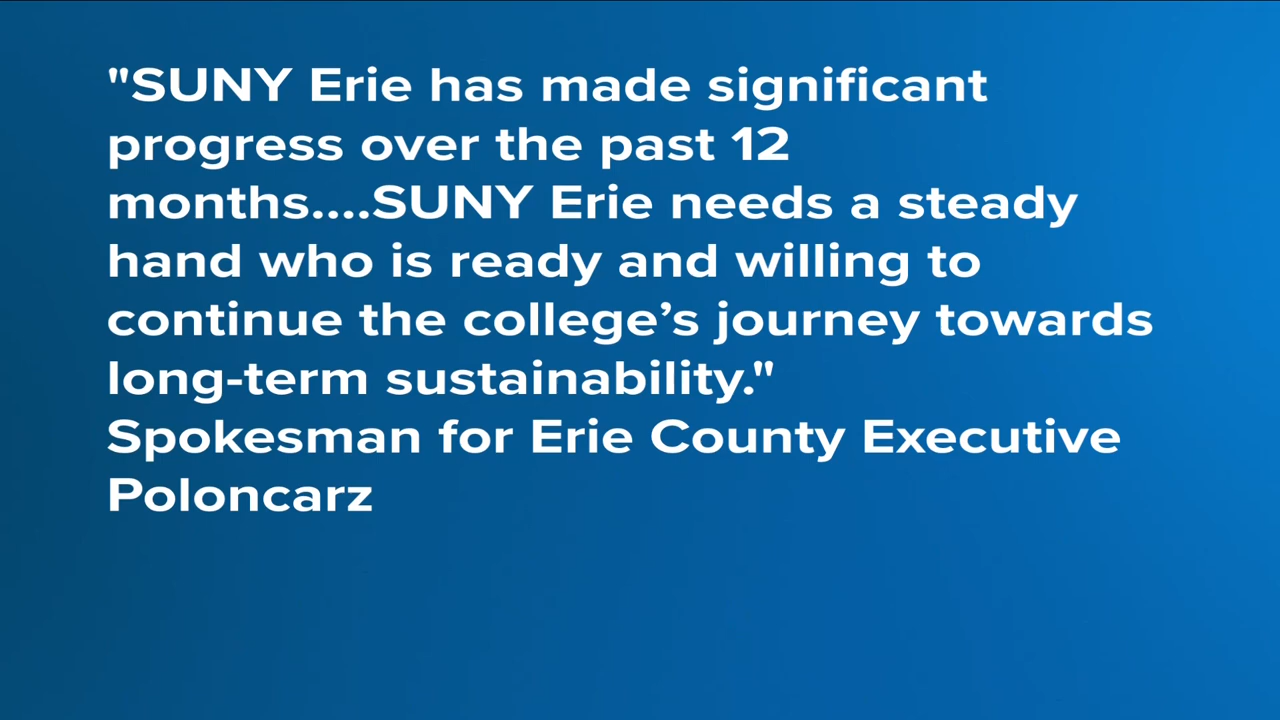 "SUNY Erie has made significant
progress over the past 12
months....SUNY Erie needs a steady
hand who is ready and willing to
continue the college’s journey towards
long-term sustainability."
Spokesman for Erie County Executive
Poloncarz